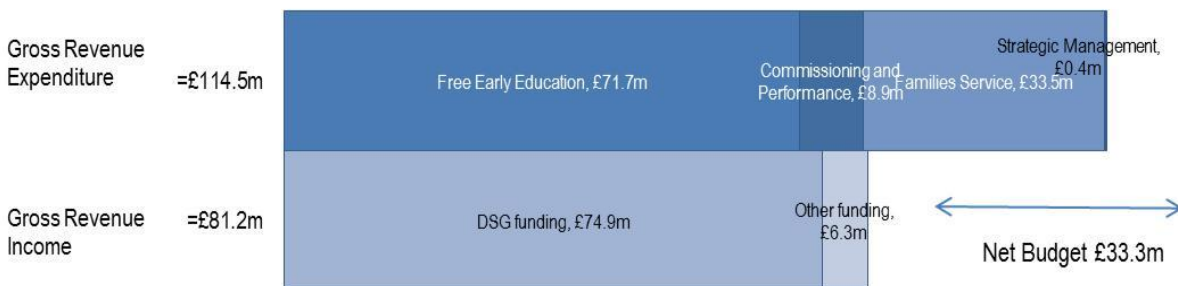 Gross Revenue
Expenditure
=£114.5m
Free Early Education, £71.7m
Commissioning and
Performance, £8.9m
Families Service, £33.5m
Strategic Management,
£0.4m
Gross Revenue
Income
=£81.2m
DSG funding, £74.9m
Other funding,
£6.3m
Net Budget £33.3m